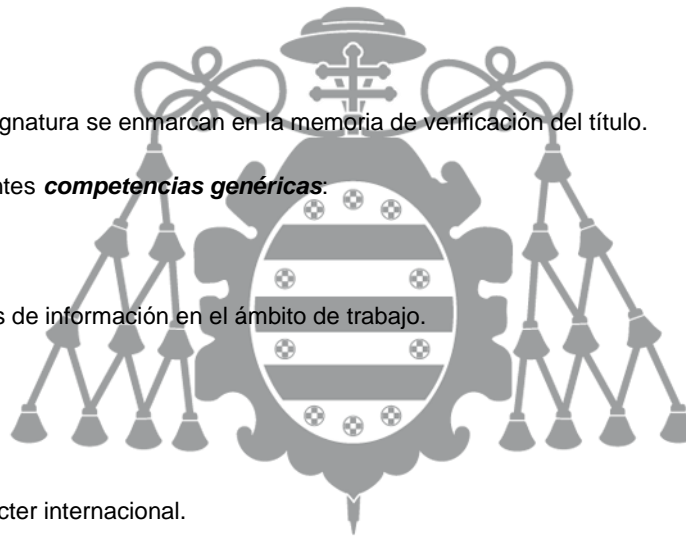 gnatura se enmarcan en la memoria de verificación del título.
ntes competencias genéricas:
s de información en el ámbito de trabajo.
cter internacional.